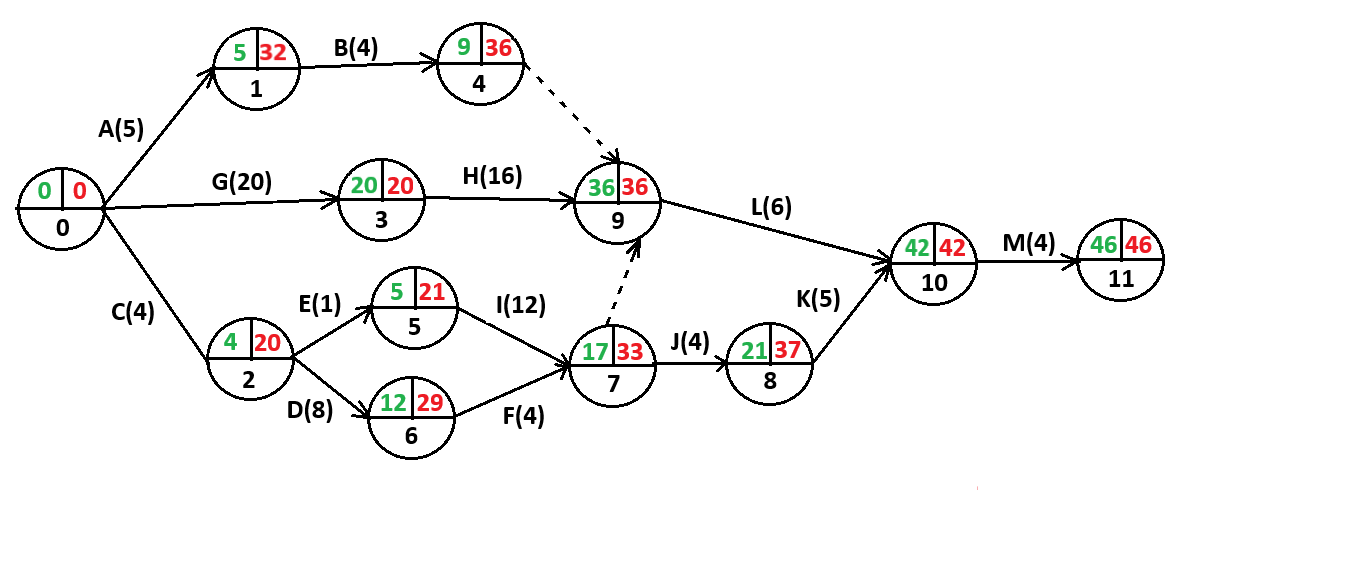 5 32
1
B(4)
9 36
4
A(5)
0 0
0
G(20)
20 20
3
H(16)
36 36
9
L(6)
42 42
10
M(4)
46 46
11
C(4)
4 20
2
E(1)
5 21
5
I(12)
D(8)
12 29
6
F(4)
17 33
7
J(4)
21 37
8
K(5)